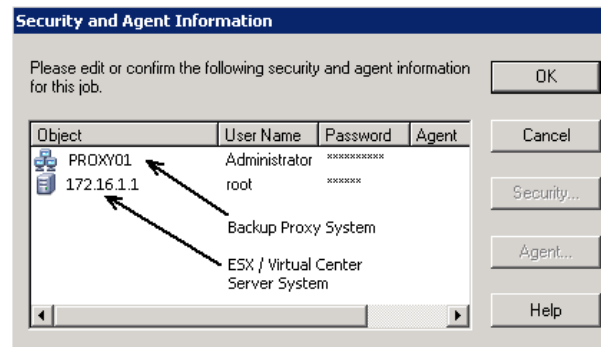 Security and Agent Information
Please edit or confirm the following security and agent information
for this job.
OK
Object User Name Password Agent
Cancel
PROXY01 Administrator **********
172.16.1.1 root ******
Security...
Backup Proxy System
Agent...
ESX / Virtual Center
Server System
Help